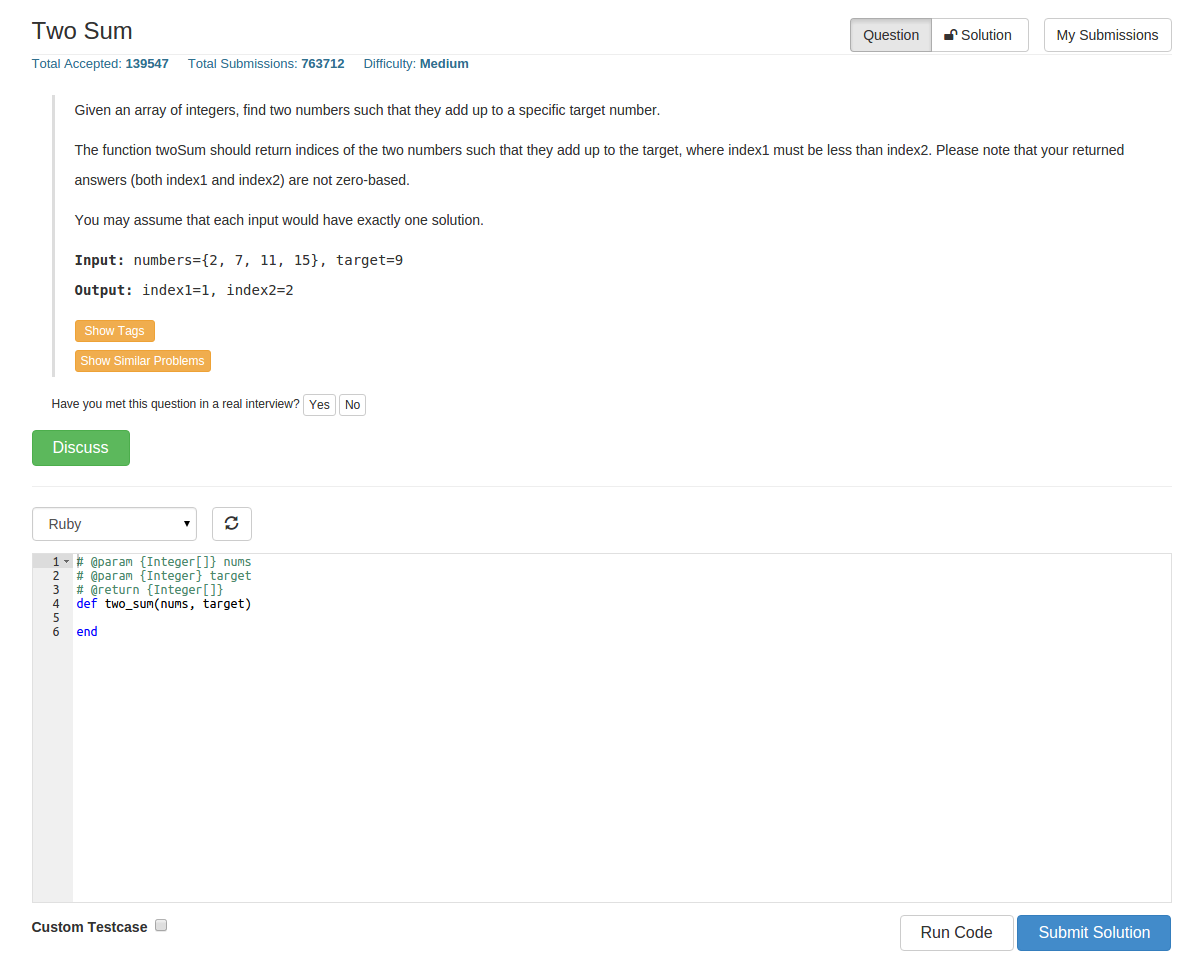 Two Sum
Question Solution My Submissions
Total Accepted: 139547 Total Submissions: 763712 Difficulty: Medium
Given an array of integers, find two numbers such that they add up to a specific target number.
The function twoSum should return indices of the two numbers such that they add up to the target, where index1 must be less than index2. Please note that your returned
answers (both index1 and index2) are not zero-based.
You may assume that each input would have exactly one solution.
Input: numbers={2, 7, 11, 15}, target=9
Output: index1=1, index2=2
Show Tags
Show Similar Problems
Have you met this question in a real interview? Yes No
Discuss
Ruby
1 # @param {Integer[]} nums
2 # @param {Integer} target
3 # @return {Integer[]}
4 def two_sum(nums, target)
5
6 end
Custom Testcase
Run Code Submit Solution